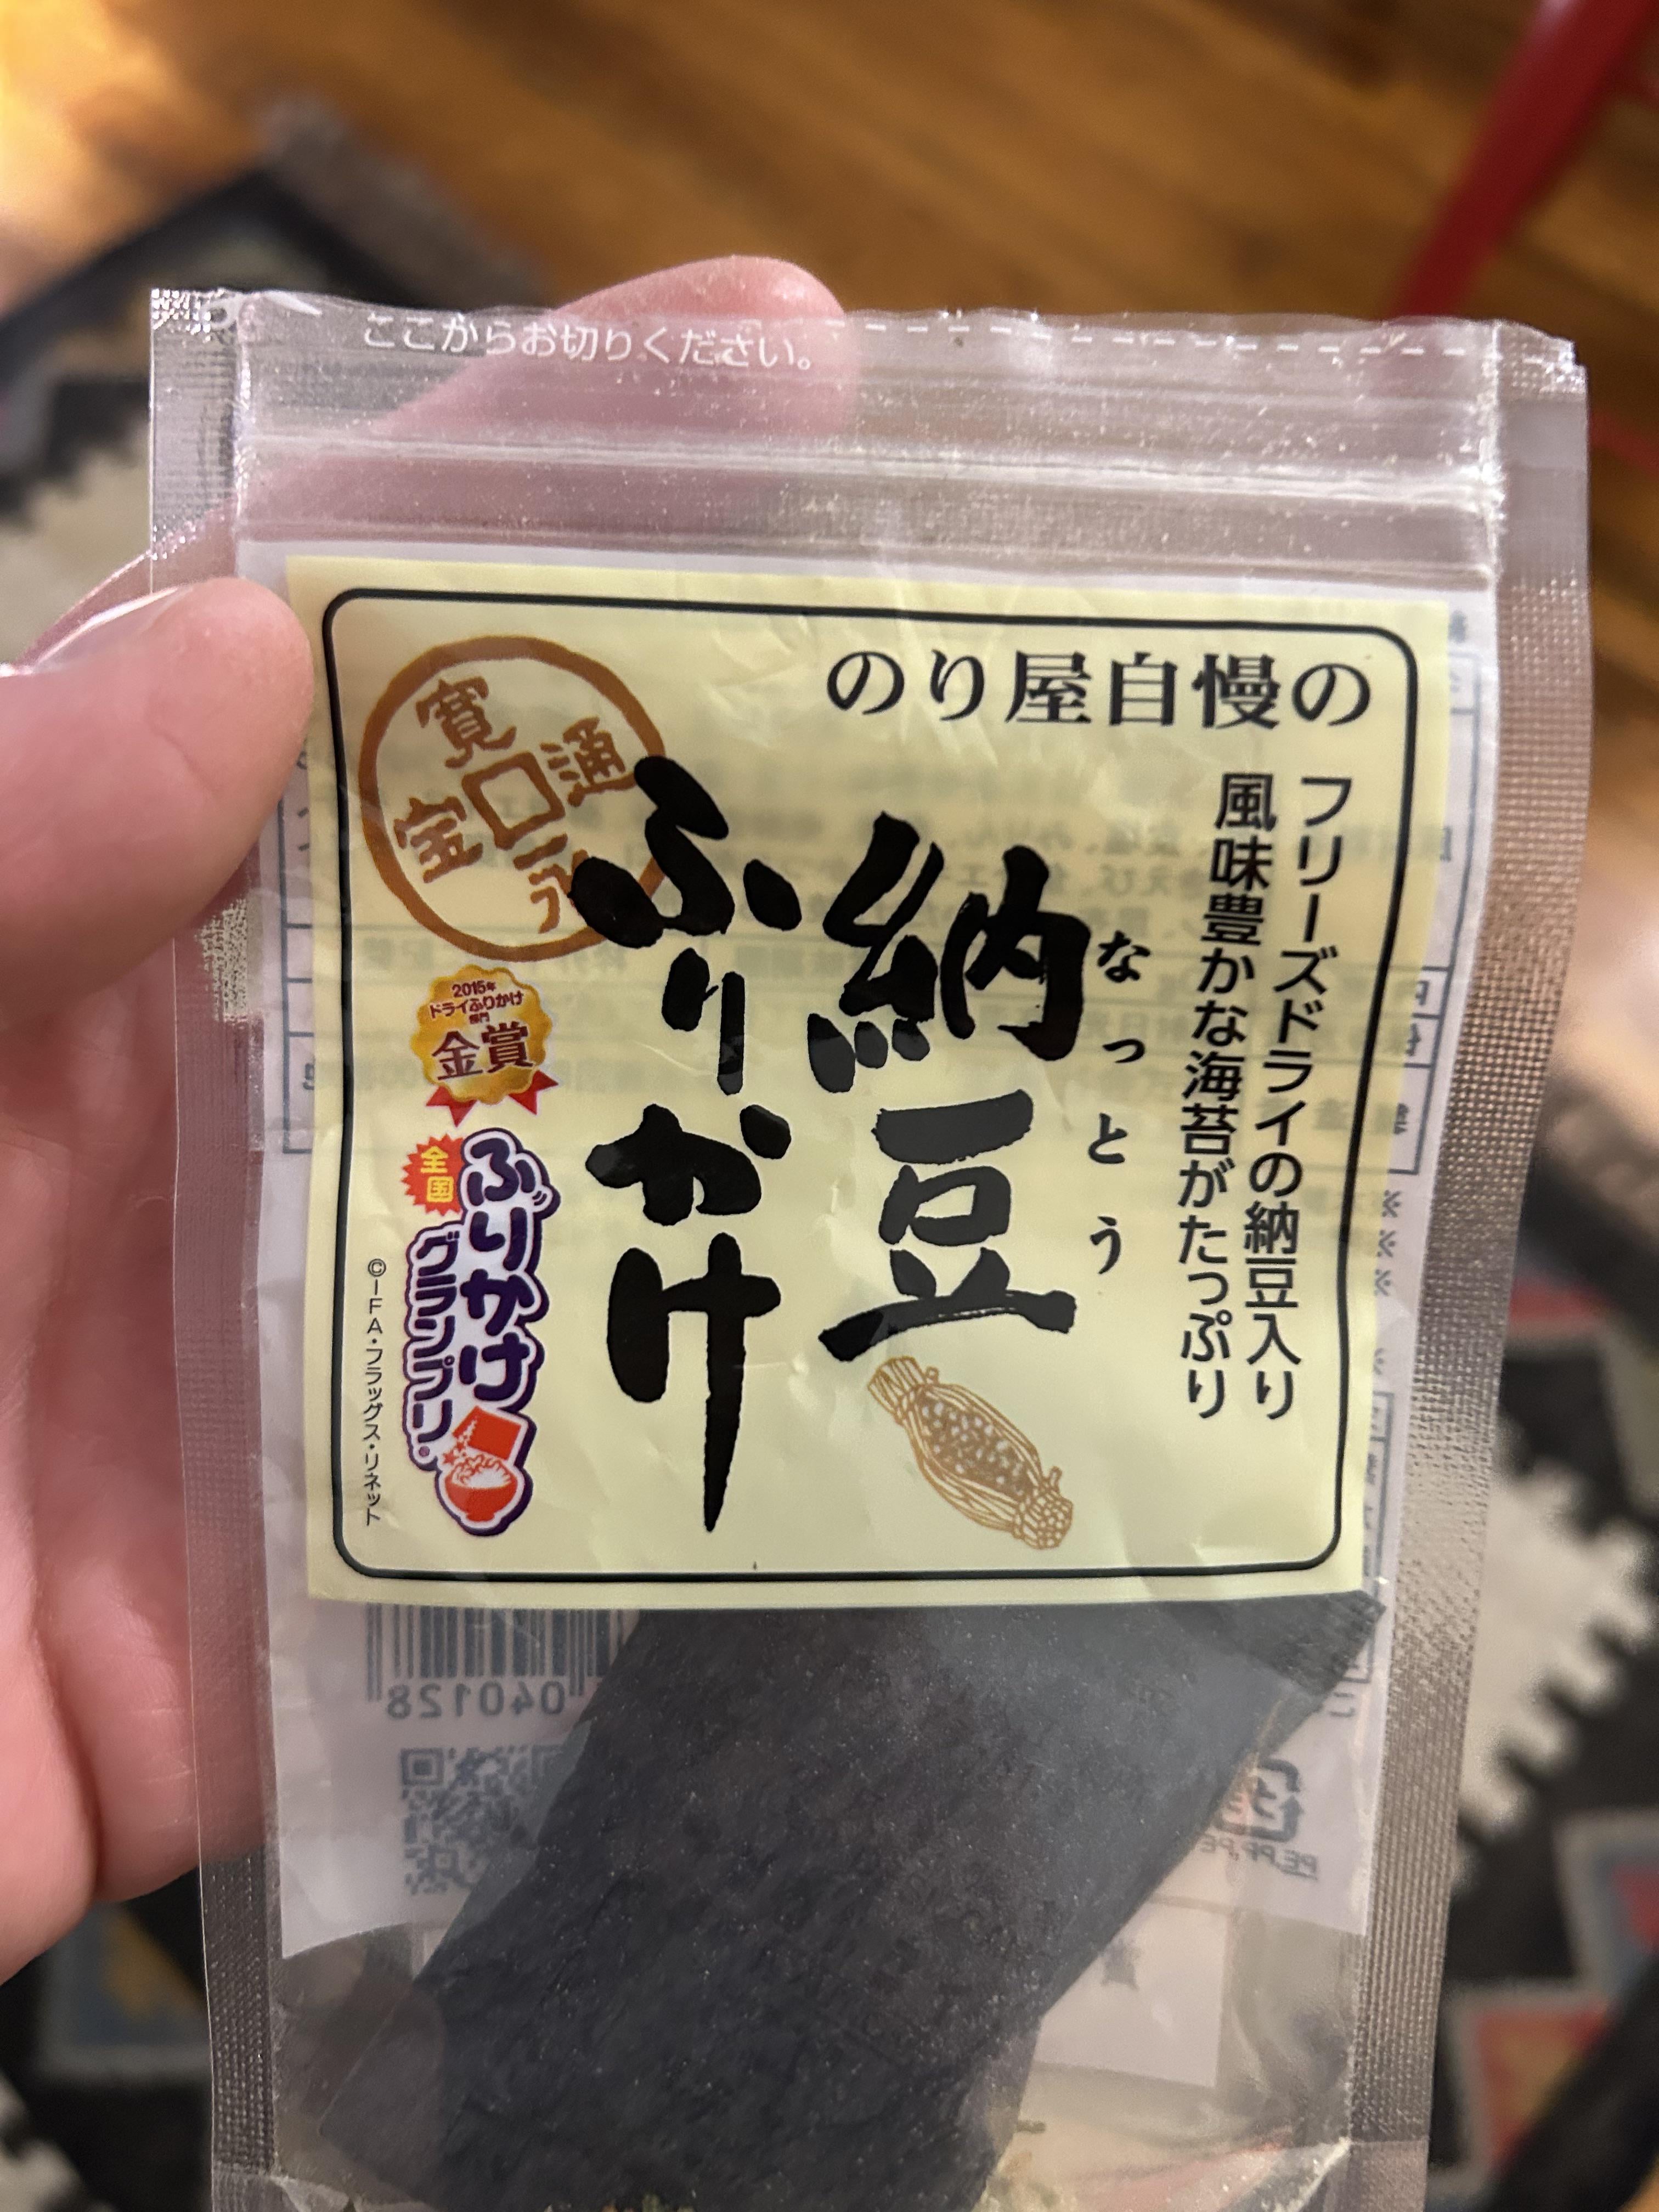 ここからお切りください。
のり屋自慢の
フリーズドライの納豆入り
風味豊かな海苔がたっぷり
なっとう
納豆
ふりかけ
寛永通宝
2015年
ドライふりかけ
部門
金賞
全国
ふりかけ
グランプリ®
©IFA・フラッグス・リネット
040128